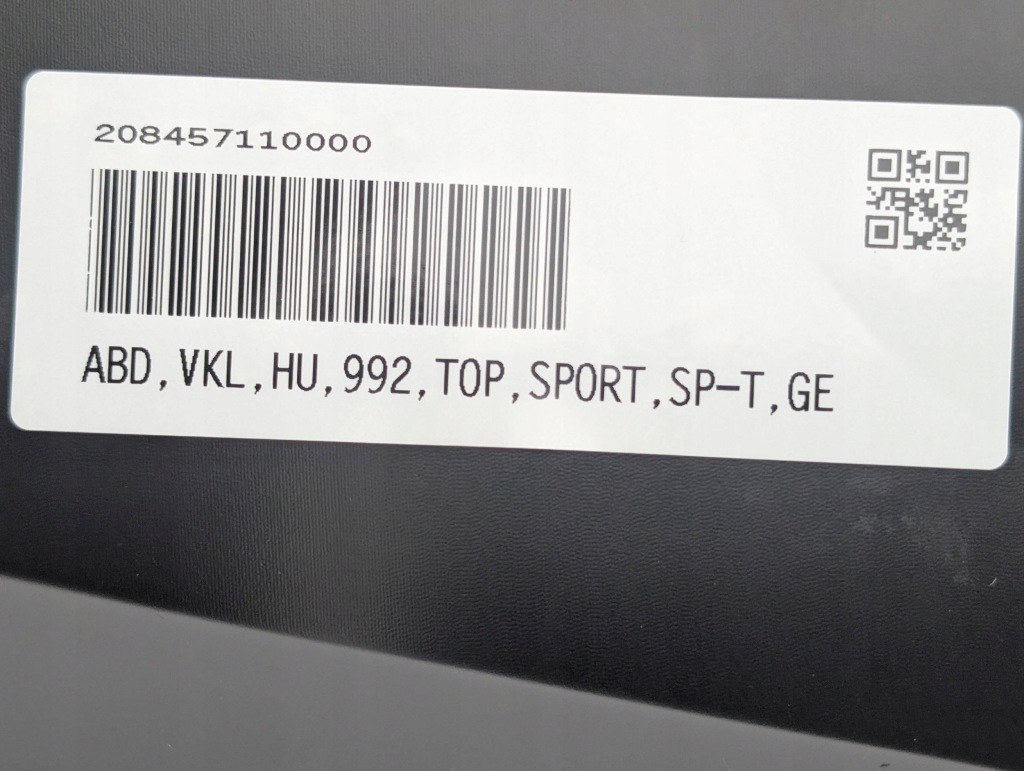 208457110000
ABD,VKL,HU,992,TOP,SPORT,SP-T,GE